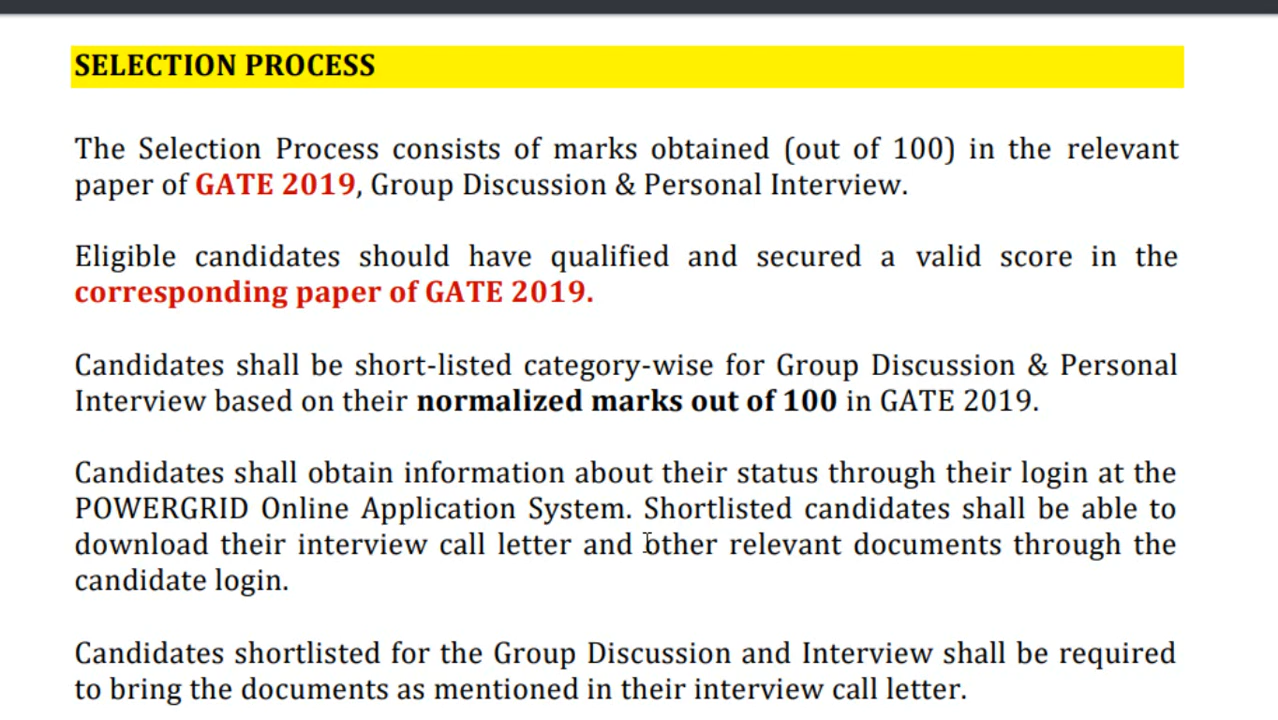 SELECTION PROCESS
The Selection Process consists of marks obtained (out of 100) in the relevant
paper of GATE 2019, Group Discussion & Personal Interview.
Eligible candidates should have qualified and secured a valid score in the
corresponding paper of GATE 2019.
Candidates shall be short-listed category-wise for Group Discussion & Personal
Interview based on their normalized marks out of 100 in GATE 2019.
Candidates shall obtain information about their status through their login at the
POWERGRID Online Application System. Shortlisted candidates shall be able to
download their interview call letter and other relevant documents through the
candidate login.
Candidates shortlisted for the Group Discussion and Interview shall be required
to bring the documents as mentioned in their interview call letter.